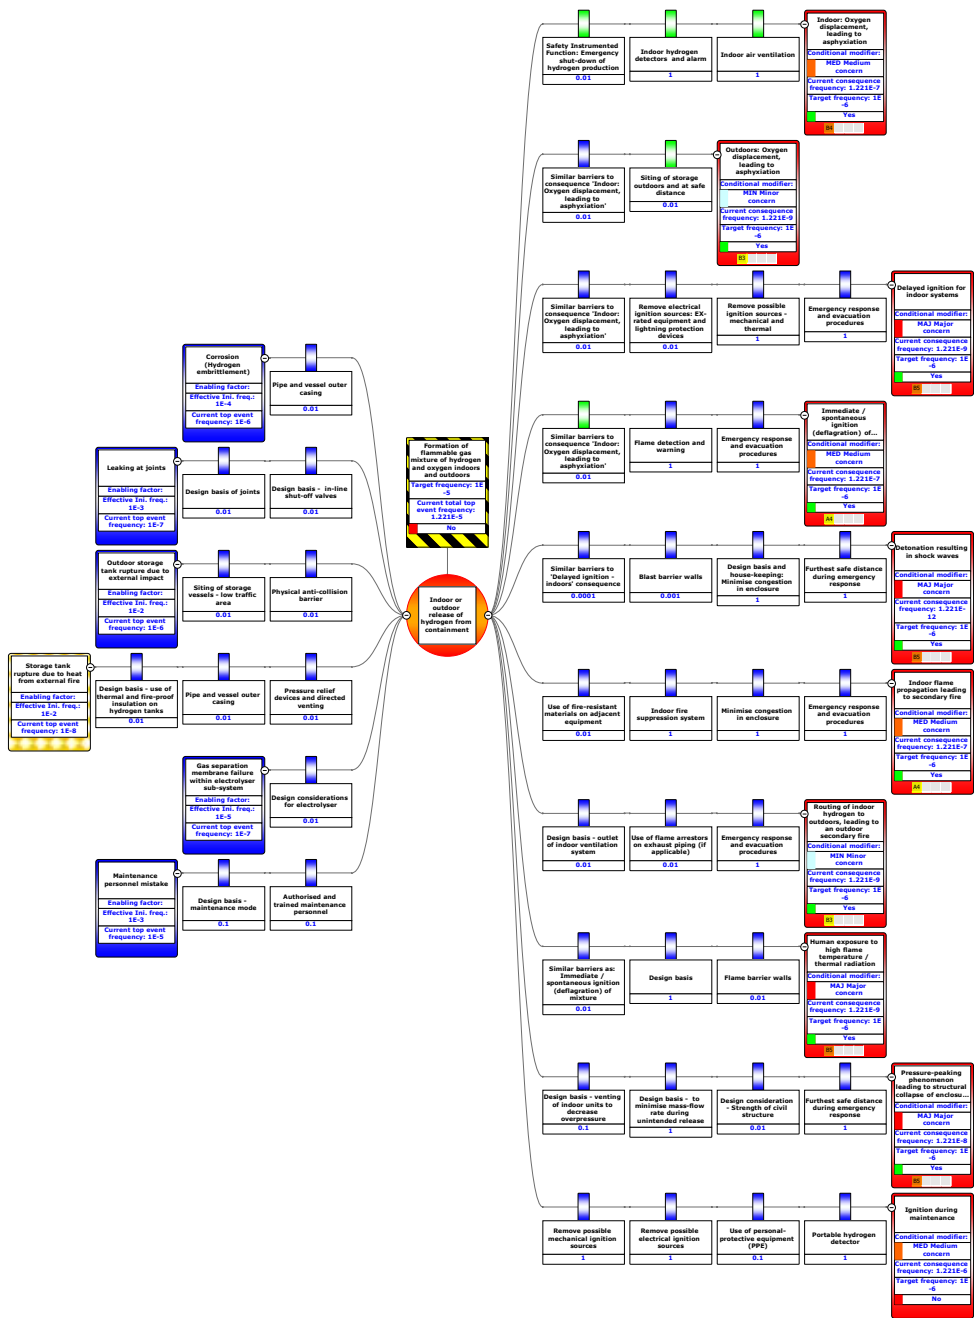 Indoor: Oxygen
displacement,
leading to
asphyxiation
Conditional modifier:
MED Medium
concern
Current consequence
frequency: 1.221E-7
Target frequency: 1E
-6
Yes
B4
Safety Instrumented
Function: Emergency
shut-down of
hydrogen production
0.01
Indoor hydrogen
detectors and alarm
1
Indoor air ventilation
1
Outdoors: Oxygen
displacement,
leading to
asphyxiation
Conditional modifier:
MIN Minor
concern
Current consequence
frequency: 1.221E-9
Target frequency: 1E
-6
Yes
B3
Similar barriers to
consequence 'Indoor:
Oxygen displacement,
leading to
asphyxiation'
0.01
Siting of storage
outdoors and at safe
distance
0.01
Delayed ignition for
indoor systems
Conditional modifier:
MAJ Major
concern
Current consequence
frequency: 1.221E-9
Target frequency: 1E
-6
Yes
B5
Similar barriers to
consequence 'Indoor:
Oxygen displacement,
leading to
asphyxiation'
0.01
Remove electrical
ignition sources: EX-
rated equipment and
lightning protection
devices
0.01
Remove possible
ignition sources -
mechanical and
thermal
1
Emergency response
and evacuation
procedures
1
Corrosion
(Hydrogen
embrittlement)
Enabling factor:
Effective Ini. freq.:
1E-4
Current top event
frequency: 1E-6
Pipe and vessel outer
casing
0.01
Immediate /
spontaneous
ignition
(deflagration) of...
Conditional modifier:
MED Medium
concern
Current consequence
frequency: 1.221E-7
Target frequency: 1E
-6
Yes
A4
Similar barriers to
consequence 'Indoor:
Oxygen displacement,
leading to
asphyxiation'
0.01
Flame detection and
warning
1
Emergency response
and evacuation
procedures
1
Formation of
flammable gas
mixture of hydrogen
and oxygen indoors
and outdoors
Target frequency: 1E
-5
Current total top
event frequency:
1.221E-5
No
Leaking at joints
Enabling factor:
Effective Ini. freq.:
1E-3
Current top event
frequency: 1E-7
Design basis of joints
0.01
Design basis - in-line
shut-off valves
0.01
Detonation resulting
in shock waves
Conditional modifier:
MAJ Major
concern
Current consequence
frequency: 1.221E-
12
Target frequency: 1E
-6
Yes
B5
Similar barriers to
'Delayed ignition -
indoors' consequence
0.0001
Blast barrier walls
0.001
Design basis and
house-keeping:
Minimise congestion
in enclosure
1
Furthest safe distance
during emergency
response
1
Outdoor storage
tank rupture due to
external impact
Enabling factor:
Effective Ini. freq.:
1E-2
Current top event
frequency: 1E-6
Siting of storage
vessels - low traffic
area
0.01
Physical anti-collision
barrier
0.01
Indoor or
outdoor
release of
hydrogen from
containment
Storage tank
rupture due to heat
from external fire
Enabling factor:
Effective Ini. freq.:
1E-2
Current top event
frequency: 1E-8
Design basis - use of
thermal and fire-proof
insulation on
hydrogen tanks
0.01
Pipe and vessel outer
casing
0.01
Pressure relief
devices and directed
venting
0.01
Indoor flame
propagation leading
to secondary fire
Conditional modifier:
MED Medium
concern
Current consequence
frequency: 1.221E-7
Target frequency: 1E
-6
Yes
A4
Use of fire-resistant
materials on adjacent
equipment
0.01
Indoor fire
suppression system
1
Minimise congestion
in enclosure
1
Emergency response
and evacuation
procedures
1
Gas separation
membrane failure
within electrolyser
sub-system
Enabling factor:
Effective Ini. freq.:
1E-5
Current top event
frequency: 1E-7
Design considerations
for electrolyser
0.01
Routing of indoor
hydrogen to
outdoors, leading to
an outdoor
secondary fire
Conditional modifier:
MIN Minor
concern
Current consequence
frequency: 1.221E-9
Target frequency: 1E
-6
Yes
B3
Design basis - outlet
of indoor ventilation
system
0.01
Use of flame arrestors
on exhaust piping (if
applicable)
0.01
Emergency response
and evacuation
procedures
1
Maintenance
personnel mistake
Enabling factor:
Effective Ini. freq.:
1E-3
Current top event
frequency: 1E-5
Design basis -
maintenance mode
0.1
Authorised and
trained maintenance
personnel
0.1
Human exposure to
high flame
temperature /
thermal radiation
Conditional modifier:
MAJ Major
concern
Current consequence
frequency: 1.221E-9
Target frequency: 1E
-6
Yes
B5
Similar barriers as:
Immediate /
spontaneous ignition
(deflagration) of
mixture
0.01
Design basis
1
Flame barrier walls
0.01
Pressure-peaking
phenomenon
leading to structural
collapse of enclosu...
Conditional modifier:
MAJ Major
concern
Current consequence
frequency: 1.221E-8
Target frequency: 1E
-6
Yes
B5
Design basis - venting
of indoor units to
decrease
overpressure
0.1
Design basis - to
minimise mass-flow
rate during
unintended release
1
Design consideration
- Strength of civil
structure
0.01
Furthest safe distance
during emergency
response
1
Ignition during
maintenance
Conditional modifier:
MED Medium
concern
Current consequence
frequency: 1.221E-6
Target frequency: 1E
-6
No
Remove possible
mechanical ignition
sources
1
Remove possible
electrical ignition
sources
1
Use of personal-
protective equipment
(PPE)
0.1
Portable hydrogen
detector
1